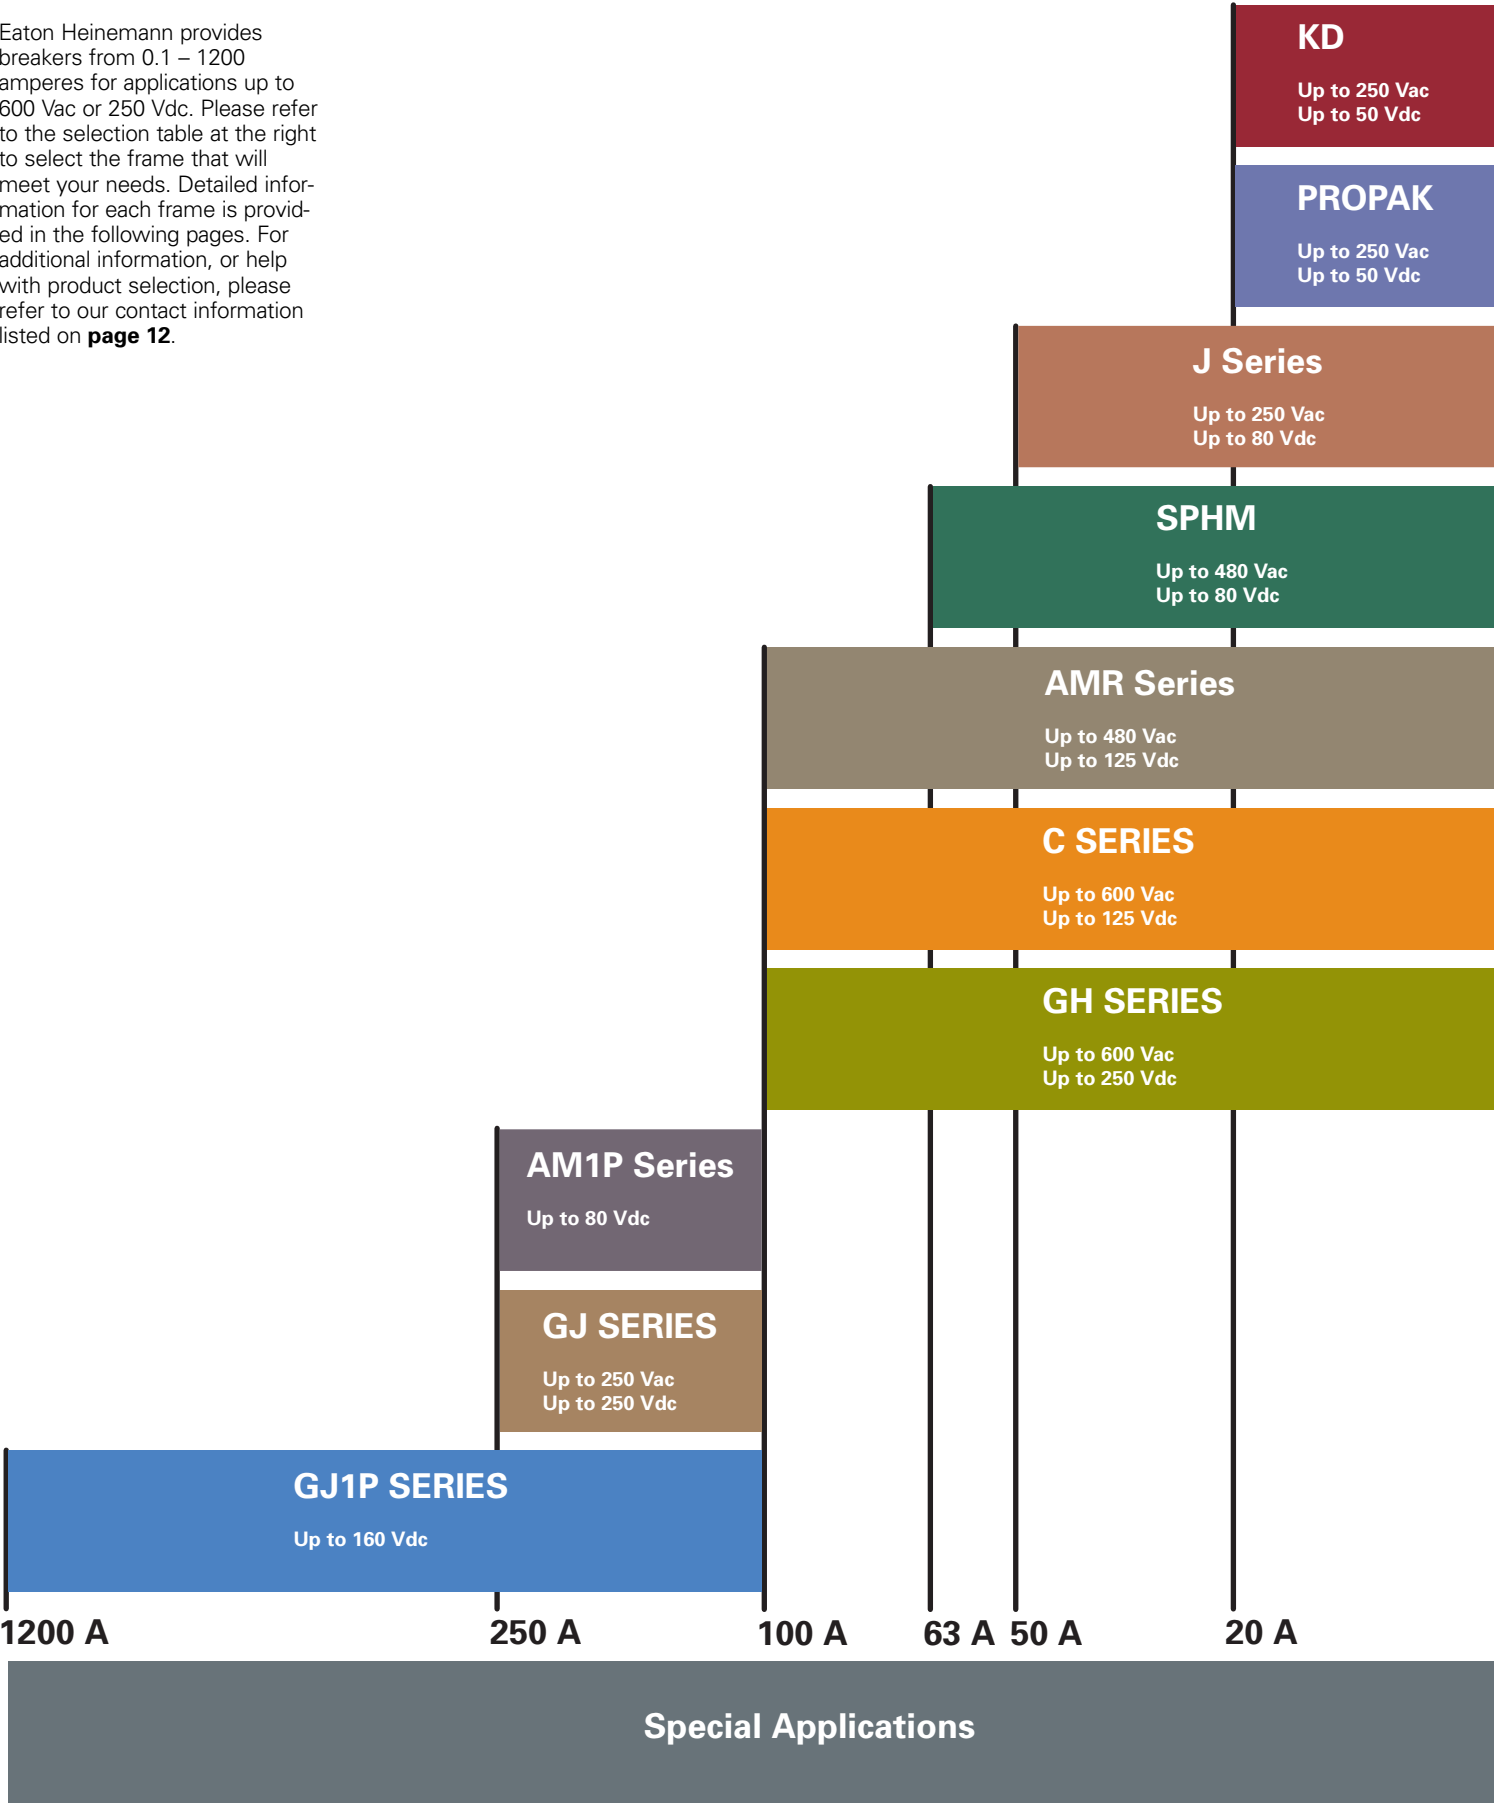 Eaton Heinemann provides
breakers from 0.1 – 1200
amperes for applications up to
600 Vac or 250 Vdc. Please refer
to the selection table at the right
to select the frame that will
meet your needs. Detailed infor-
mation for each frame is provid-
ed in the following pages. For
additional information, or help
with product selection, please
refer to our contact information
listed on page 12.
KD
Up to 250 Vac
Up to 50 Vdc
PROPAK
Up to 250 Vac
Up to 50 Vdc
J Series
Up to 250 Vac
Up to 80 Vdc
SPHM
Up to 480 Vac
Up to 80 Vdc
AMR Series
Up to 480 Vac
Up to 125 Vdc
C SERIES
Up to 600 Vac
Up to 125 Vdc
GH SERIES
Up to 600 Vac
Up to 250 Vdc
AM1P Series
Up to 80 Vdc
GJ SERIES
Up to 250 Vac
Up to 250 Vdc
GJ1P SERIES
Up to 160 Vdc
1200 A 250 A 100 A 63 A 50 A 20 A
Special Applications